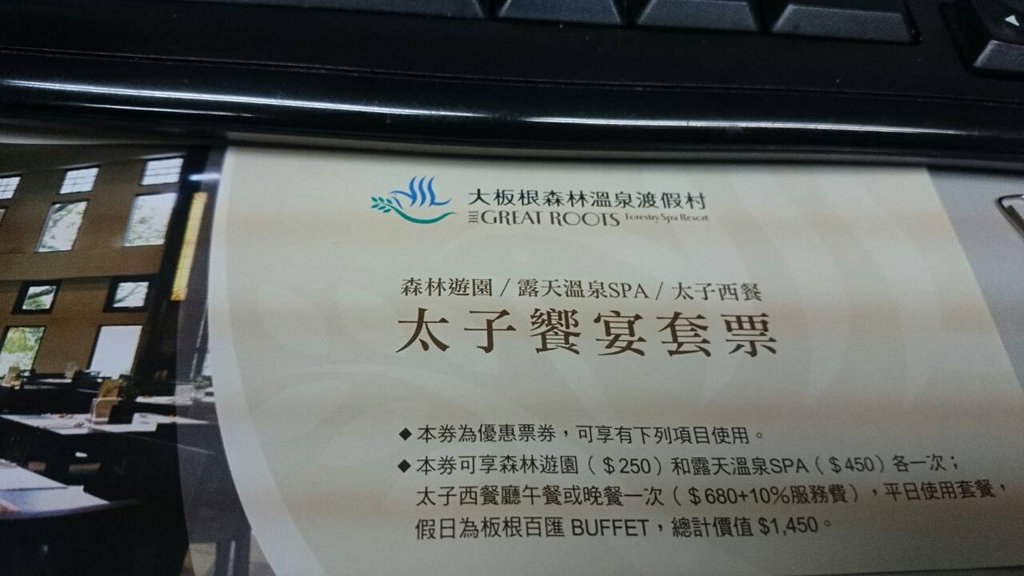 大板根森林溫泉渡假村
THE GREAT ROOTS Forestry Spa Resort
森林遊園 / 露天溫泉SPA / 太子西餐
太子饗宴套票
◆本券為優惠票券，可享有下列項目使用。
◆本券可享森林遊園（$250）和露天溫泉SPA（$450）各一次；
太子西餐廳午餐或晚餐一次（$680+10%服務費），平日使用套餐，
假日為板根百匯 BUFFET，總計價值 $1,450。